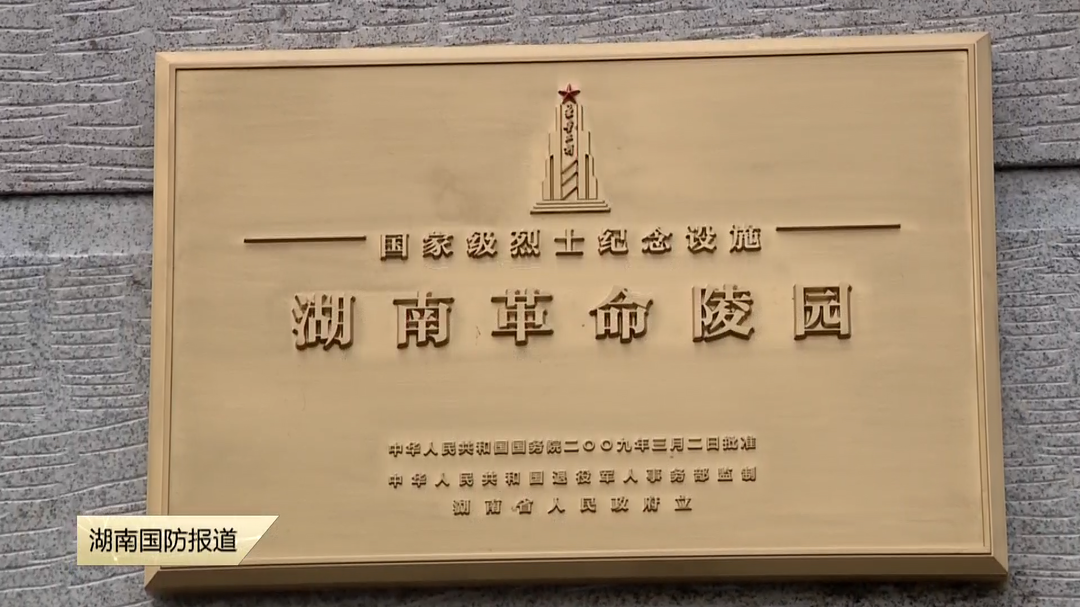 国家级烈士纪念设施
湖南革命陵园
中华人民共和国国务院二〇〇九年三月二日批准
中华人民共和国退役军人事务部监制
湖南省人民政府立
湖南国防报道